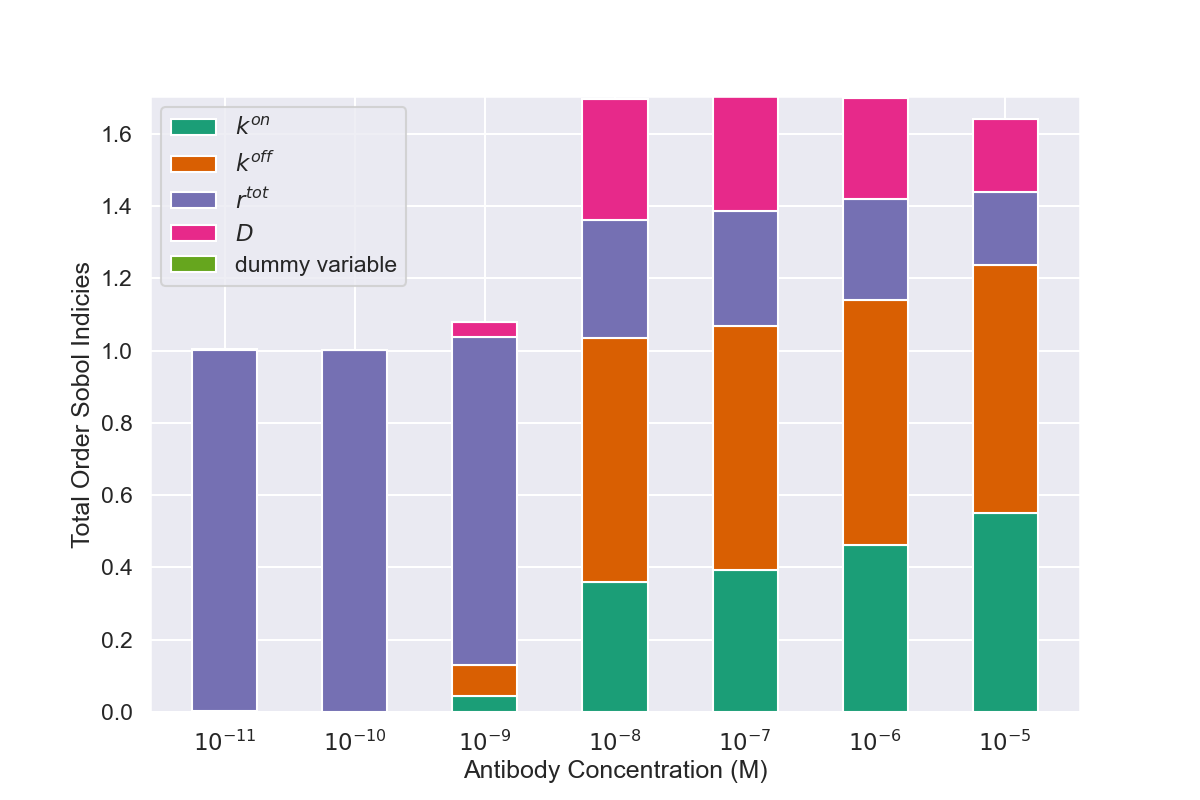 k^{on}
k^{off}
r^{tot}
D
dummy variable
Total Order Sobol Indicies
1.6
1.4
1.2
1.0
0.8
0.6
0.4
0.2
0.0
10^{-11} 10^{-10} 10^{-9} 10^{-8} 10^{-7} 10^{-6} 10^{-5}
Antibody Concentration (M)